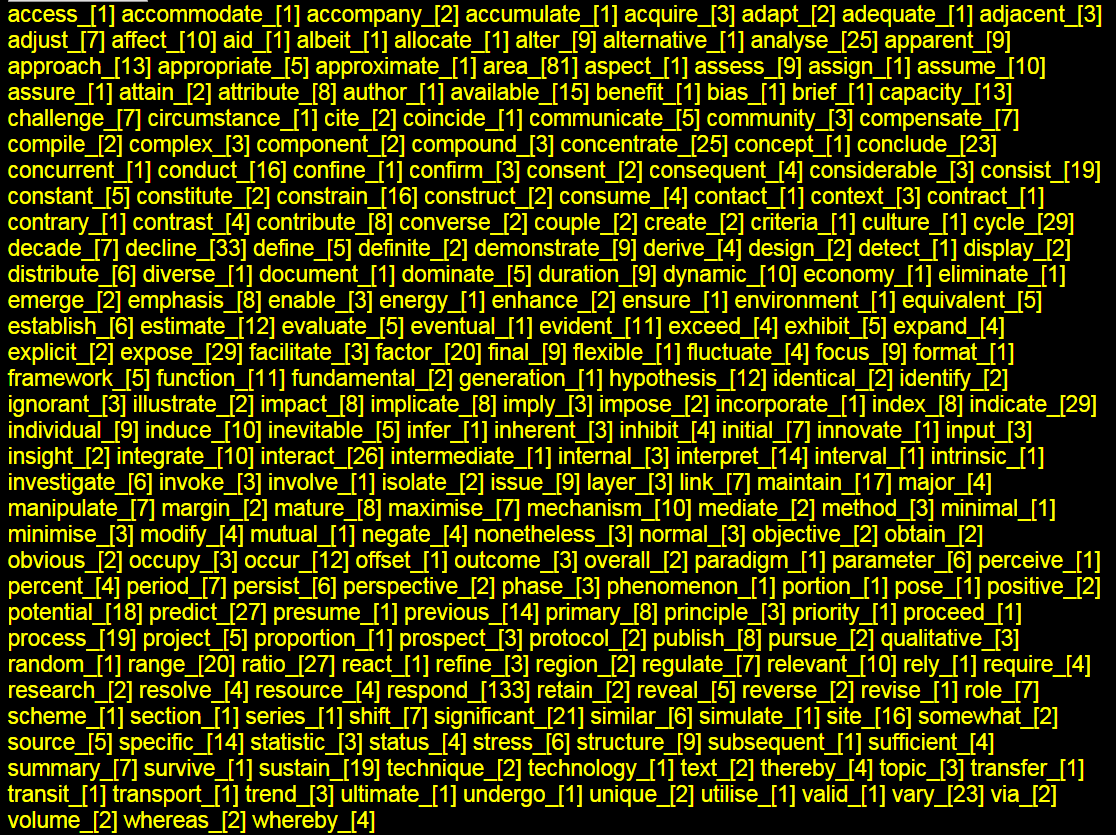 access_[1] accommodate_[1] accompany_[2] accumulate_[1] acquire_[3] adapt_[2] adequate_[1] adjacent_[3]
adjust_[7] affect_[10] aid_[1] albeit_[1] allocate_[1] alter_[9] alternative_[1] analyse_[25] apparent_[9]
approach_[13] appropriate_[5] approximate_[1] area_[81] aspect_[1] assess_[9] assign_[1] assume_[10]
assure_[1] attain_[2] attribute_[8] author_[1] available_[15] benefit_[1] bias_[1] brief_[1] capacity_[13]
challenge_[7] circumstance_[1] cite_[2] coincide_[1] communicate_[5] community_[3] compensate_[7]
compile_[2] complex_[3] component_[2] compound_[3] concentrate_[25] concept_[1] conclude_[23]
concurrent_[1] conduct_[16] confine_[1] confirm_[3] consent_[2] consequent_[4] considerable_[3] consist_[19]
constant_[5] constitute_[2] constrain_[16] construct_[2] consume_[4] contact_[1] context_[3] contract_[1]
contrary_[1] contrast_[4] contribute_[8] converse_[2] couple_[2] create_[2] criteria_[1] culture_[1] cycle_[29]
decade_[7] decline_[33] define_[5] definite_[2] demonstrate_[9] derive_[4] design_[2] detect_[1] display_[2]
distribute_[6] diverse_[1] document_[1] dominate_[5] duration_[9] dynamic_[10] economy_[1] eliminate_[1]
emerge_[2] emphasis_[8] enable_[3] energy_[1] enhance_[2] ensure_[1] environment_[1] equivalent_[5]
establish_[6] estimate_[12] evaluate_[5] eventual_[1] evident_[11] exceed_[4] exhibit_[5] expand_[4]
explicit_[2] expose_[29] facilitate_[3] factor_[20] final_[9] flexible_[1] fluctuate_[4] focus_[9] format_[1]
framework_[5] function_[11] fundamental_[2] generation_[1] hypothesis_[12] identical_[2] identify_[2]
ignorant_[3] illustrate_[2] impact_[8] implicate_[8] imply_[3] impose_[2] incorporate_[1] index_[8] indicate_[29]
individual_[9] induce_[10] inevitable_[5] infer_[1] inherent_[3] inhibit_[4] initial_[7] innovate_[1] input_[3]
insight_[2] integrate_[10] interact_[26] intermediate_[1] internal_[3] interpret_[14] interval_[1] intrinsic_[1]
investigate_[6] invoke_[3] involve_[1] isolate_[2] issue_[9] layer_[3] link_[7] maintain_[17] major_[4]
manipulate_[7] margin_[2] mature_[8] maximise_[7] mechanism_[10] mediate_[2] method_[3] minimal_[1]
minimise_[3] modify_[4] mutual_[1] negate_[4] nonetheless_[3] normal_[3] objective_[2] obtain_[2]
obvious_[2] occupy_[3] occur_[12] offset_[1] outcome_[3] overall_[2] paradigm_[1] parameter_[6] perceive_[1]
percent_[4] period_[7] persist_[6] perspective_[2] phase_[3] phenomenon_[1] portion_[1] pose_[1] positive_[2]
potential_[18] predict_[27] presume_[1] previous_[14] primary_[8] principle_[3] priority_[1] proceed_[1]
process_[19] project_[5] proportion_[1] prospect_[3] protocol_[2] publish_[8] pursue_[2] qualitative_[3]
random_[1] range_[20] ratio_[27] react_[1] refine_[3] region_[2] regulate_[7] relevant_[10] rely_[1] require_[4]
research_[2] resolve_[4] resource_[4] respond_[133] retain_[2] reveal_[5] reverse_[2] revise_[1] role_[7]
scheme_[1] section_[1] series_[1] shift_[7] significant_[21] similar_[6] simulate_[1] site_[16] somewhat_[2]
source_[5] specific_[14] statistic_[3] status_[4] stress_[6] structure_[9] subsequent_[1] sufficient_[4]
summary_[7] survive_[1] sustain_[19] technique_[2] technology_[1] text_[2] thereby_[4] topic_[3] transfer_[1]
transit_[1] transport_[1] trend_[3] ultimate_[1] undergo_[1] unique_[2] utilise_[1] valid_[1] vary_[23] via_[2]
volume_[2] whereas_[2] whereby_[4]